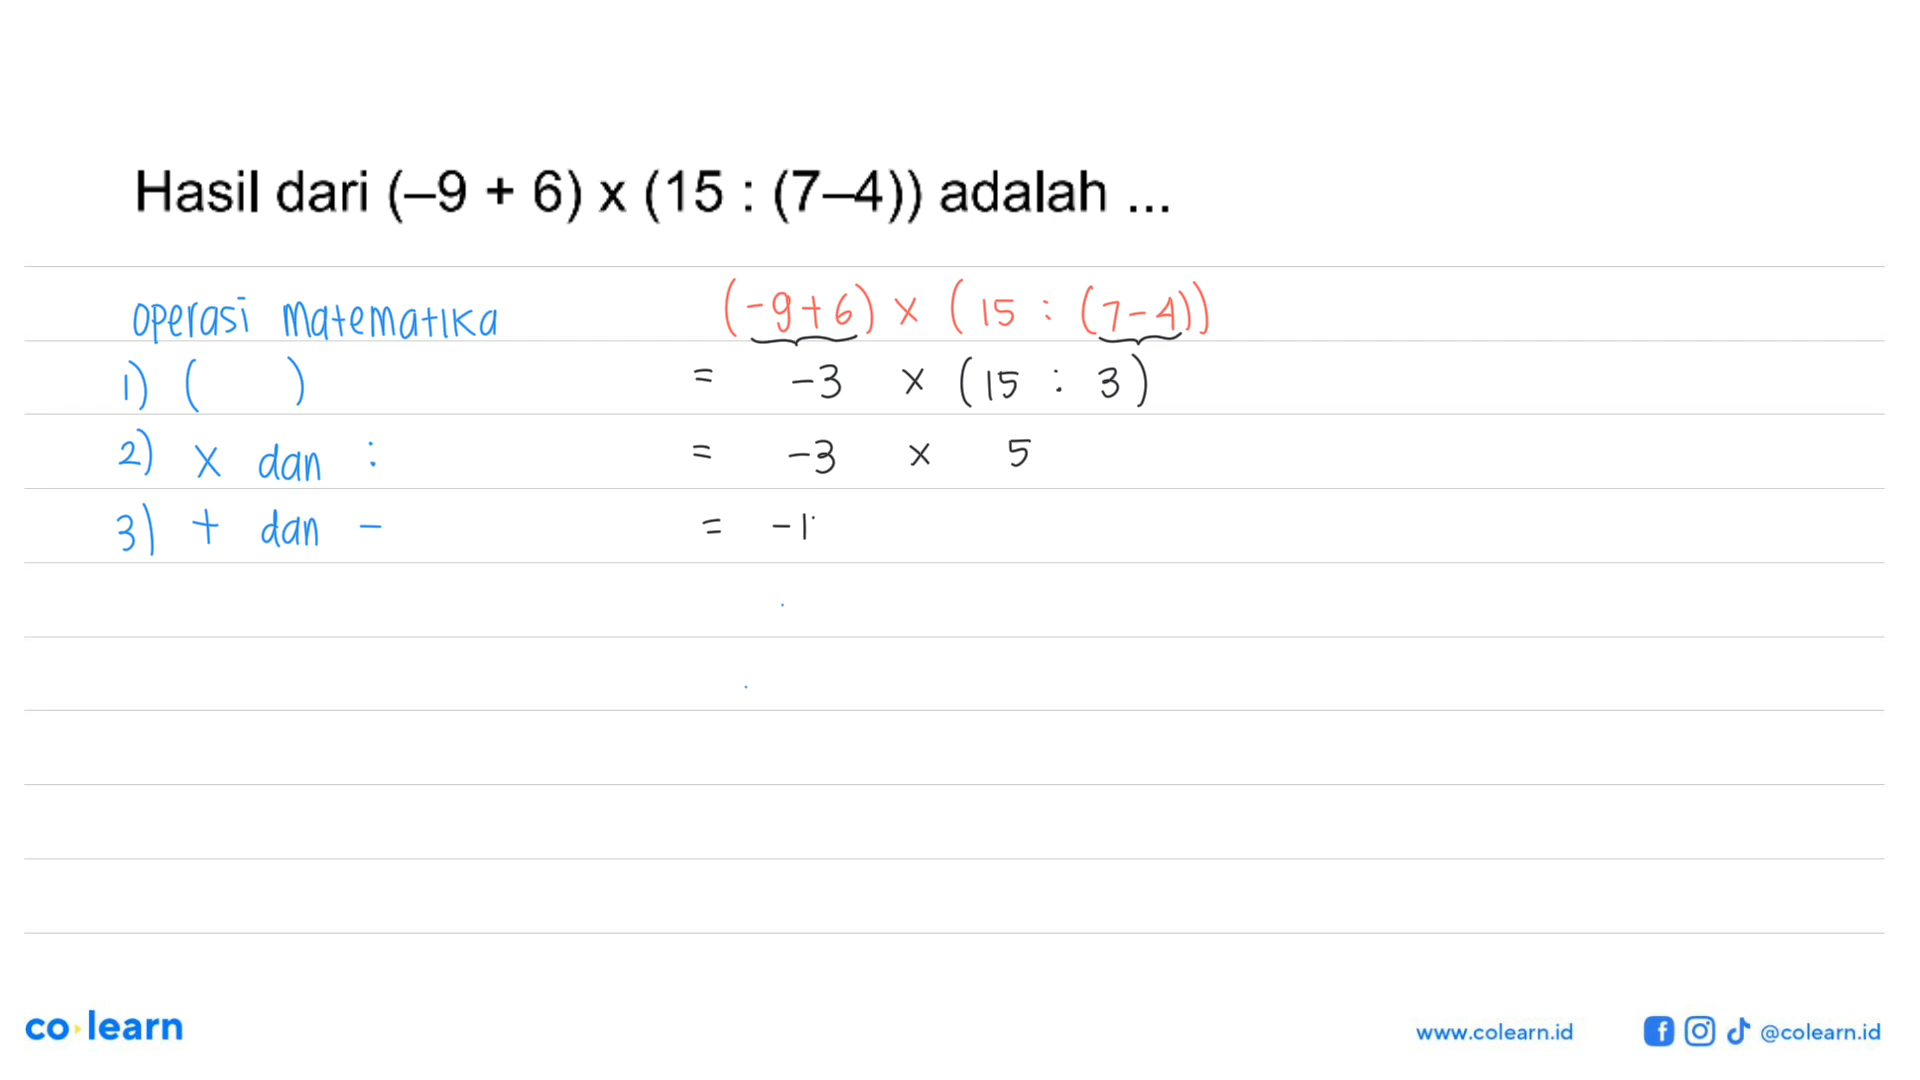 Hasil dari (–9 + 6) x (15 : (7–4)) adalah ...
operasi matematika
(-9+6) × (15 : (7-4))
1) ( )
= -3 × (15 : 3)
2) × dan :
= -3 × 5
3) + dan -
= -1
co learn
www.colearn.id
@colearn.id